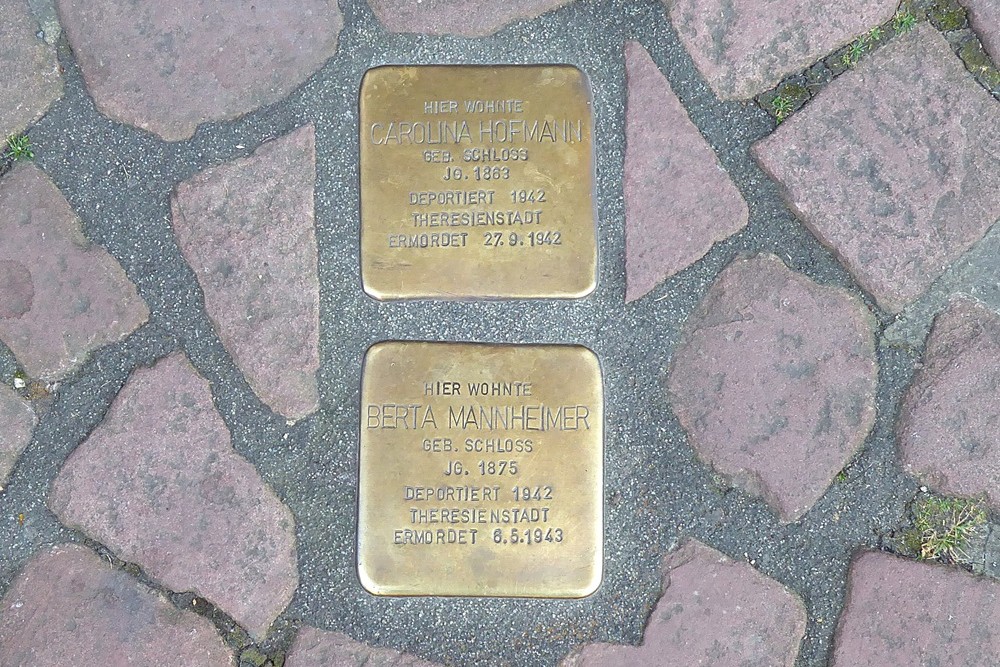 HIER WOHNTE
CAROLINA HOFMANN
GEB. SCHLOSS
JG. 1863
DEPORTIERT 1942
THERESIENSTADT
ERMORDET 27.9.1942
HIER WOHNTE
BERTA MANNHEIMER
GEB. SCHLOSS
JG. 1875
DEPORTIERT 1942
THERESIENSTADT
ERMORDET 6.5.1943